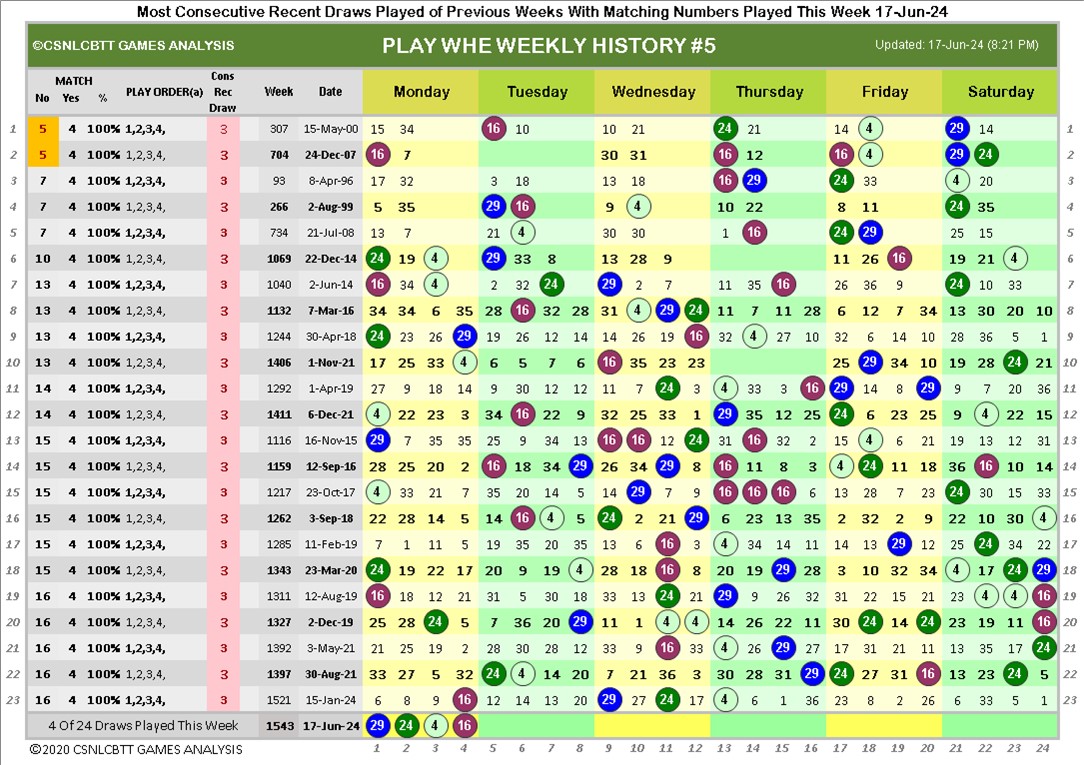 Most Consecutive Recent Draws Played of Previous Weeks With Matching Numbers Played This Week 17-Jun-24
©CSNLCBTT GAMES ANALYSIS PLAY WHE WEEKLY HISTORY #5 Updated: 17-Jun-24 (8:21 PM)
No MATCH Yes % PLAY ORDER(a) Cons Rec Draw Week Date Monday Tuesday Wednesday Thursday Friday Saturday
1 5 4 100% 1,2,3,4, 3 307 15-May-00 15 34 16 10 10 21 24 21 14 4 29 14 1
2 5 4 100% 1,2,3,4, 3 704 24-Dec-07 16 7 30 31 16 12 16 4 29 24 2
3 7 4 100% 1,2,3,4, 3 93 8-Apr-96 17 32 3 18 13 18 16 29 24 33 4 20 3
4 7 4 100% 1,2,3,4, 3 266 2-Aug-99 5 35 29 16 9 4 10 22 8 11 24 35 4
5 7 4 100% 1,2,3,4, 3 734 21-Jul-08 13 7 21 4 30 30 1 16 24 29 25 15 5
6 10 4 100% 1,2,3,4, 3 1069 22-Dec-14 24 19 4 29 33 8 13 28 9 11 26 16 19 21 4 6
7 13 4 100% 1,2,3,4, 3 1040 2-Jun-14 16 34 4 2 32 24 29 2 7 11 35 16 26 36 9 24 10 33 7
8 13 4 100% 1,2,3,4, 3 1132 7-Mar-16 34 34 6 35 28 16 32 28 31 4 29 24 11 7 11 28 6 12 7 34 13 30 20 10 8
9 13 4 100% 1,2,3,4, 3 1244 30-Apr-18 24 23 26 29 19 26 12 14 14 26 19 16 32 4 27 10 32 6 14 10 28 36 5 1 9
10 13 4 100% 1,2,3,4, 3 1406 1-Nov-21 17 25 33 4 6 5 7 6 16 35 23 23 25 29 34 10 19 28 24 21 10
11 14 4 100% 1,2,3,4, 3 1292 1-Apr-19 27 9 18 14 9 30 12 12 11 7 24 3 4 33 3 16 29 14 8 29 9 7 20 36 11
12 14 4 100% 1,2,3,4, 3 1411 6-Dec-21 4 22 23 3 34 16 22 9 32 25 33 1 29 35 12 25 24 6 23 25 9 4 22 15 12
13 15 4 100% 1,2,3,4, 3 1116 16-Nov-15 29 7 35 35 25 9 34 13 16 16 12 24 31 16 32 2 15 4 6 21 19 13 12 31 13
14 15 4 100% 1,2,3,4, 3 1159 12-Sep-16 28 25 20 2 16 18 34 29 26 34 29 8 16 11 8 3 4 24 11 18 36 16 10 14 14
15 15 4 100% 1,2,3,4, 3 1217 23-Oct-17 4 33 21 7 35 20 14 5 14 29 7 9 16 16 16 6 13 28 7 23 24 30 15 33 15
16 15 4 100% 1,2,3,4, 3 1262 3-Sep-18 22 28 14 5 14 16 4 5 24 2 21 29 6 23 13 35 2 32 2 9 22 10 30 4 16
17 15 4 100% 1,2,3,4, 3 1285 11-Feb-19 7 1 11 5 19 35 20 35 13 6 16 3 4 34 14 11 14 13 29 12 25 24 34 22 17
18 15 4 100% 1,2,3,4, 3 1343 23-Mar-20 24 19 22 17 20 9 19 4 28 18 16 8 20 19 29 28 3 10 32 34 4 17 24 29 18
19 16 4 100% 1,2,3,4, 3 1311 12-Aug-19 16 18 12 21 31 5 30 18 33 13 24 21 29 9 26 32 31 22 15 21 23 4 4 16 19
20 16 4 100% 1,2,3,4, 3 1327 2-Dec-19 25 28 24 5 7 36 20 29 11 1 4 4 14 26 22 11 30 24 14 24 23 19 11 16 20
21 16 4 100% 1,2,3,4, 3 1392 3-May-21 21 25 19 2 28 30 28 12 33 9 16 33 4 26 29 27 17 31 21 11 13 35 17 24 21
22 16 4 100% 1,2,3,4, 3 1397 30-Aug-21 33 27 5 32 24 4 14 20 7 21 36 3 30 28 31 29 24 27 31 16 13 23 24 5 22
23 16 4 100% 1,2,3,4, 3 1521 15-Jan-24 6 8 9 16 12 14 13 20 29 27 24 17 4 6 1 36 23 8 2 26 6 33 5 1 23
4 Of 24 Draws Played This Week 1543 17-Jun-24 29 24 4 16
©2020 CSNLCBTT GAMES ANALYSIS 1 2 3 4 5 6 7 8 9 10 11 12 13 14 15 16 17 18 19 20 21 22 23 24